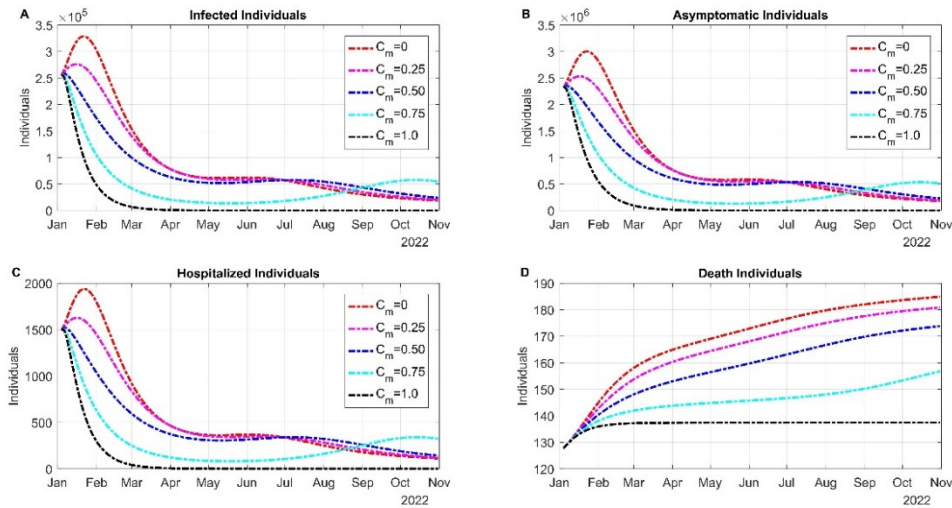 A
Infected Individuals
3.5 ×10⁵
3
2.5
2
1.5
1
0.5
0
Individuals
Jan Feb Mar Apr May Jun Jul Aug Sep Oct Nov
2022
C_m=0
C_m=0.25
C_m=0.50
C_m=0.75
C_m=1.0
B
Asymptomatic Individuals
3.5 ×10⁶
3
2.5
2
1.5
1
0.5
0
Individuals
Jan Feb Mar Apr May Jun Jul Aug Sep Oct Nov
2022
C_m=0
C_m=0.25
C_m=0.50
C_m=0.75
C_m=1.0
C
Hospitalized Individuals
2000
1500
1000
500
0
Individuals
Jan Feb Mar Apr May Jun Jul Aug Sep Oct Nov
2022
C_m=0
C_m=0.25
C_m=0.50
C_m=0.75
C_m=1.0
D
Death Individuals
190
180
170
160
150
140
130
120
Individuals
Jan Feb Mar Apr May Jun Jul Aug Sep Oct Nov
2022